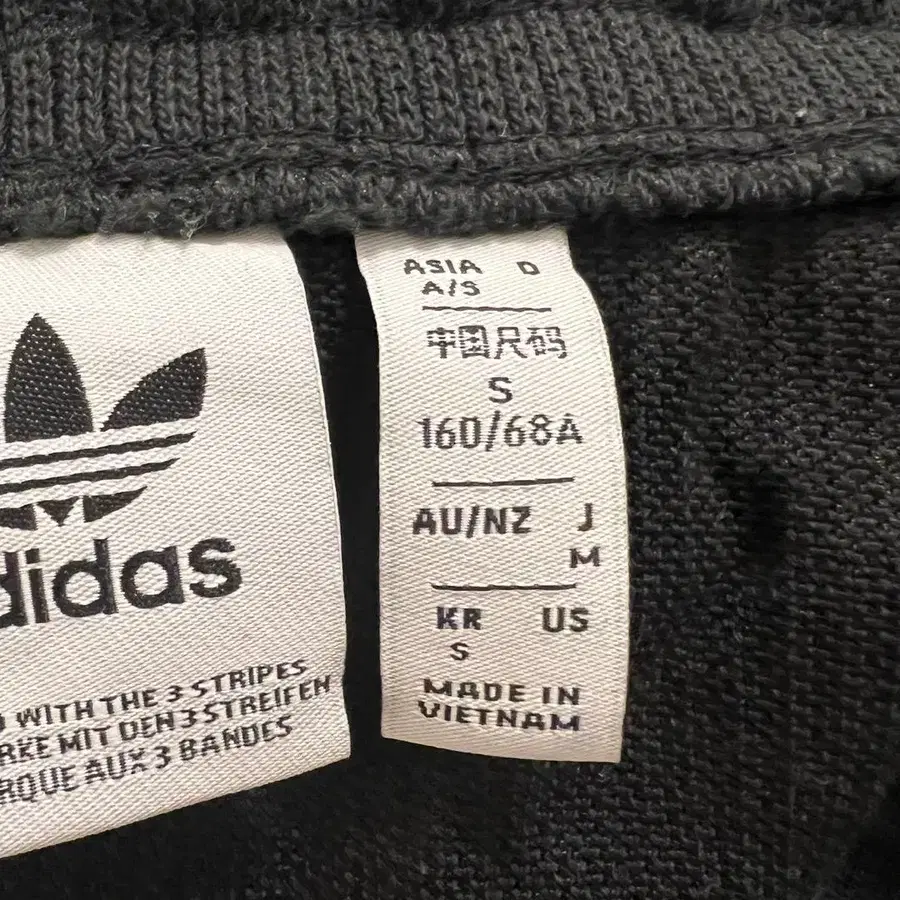 adidas
WITH THE 3 STRIPES
RKE MIT DEN 3 STREIFEN
RQUE AUX 3 BANDES
ASIA D
A/S
中国尺码
S
160/68A
AU/NZ J
M
KR US
S
MADE IN
VIETNAM